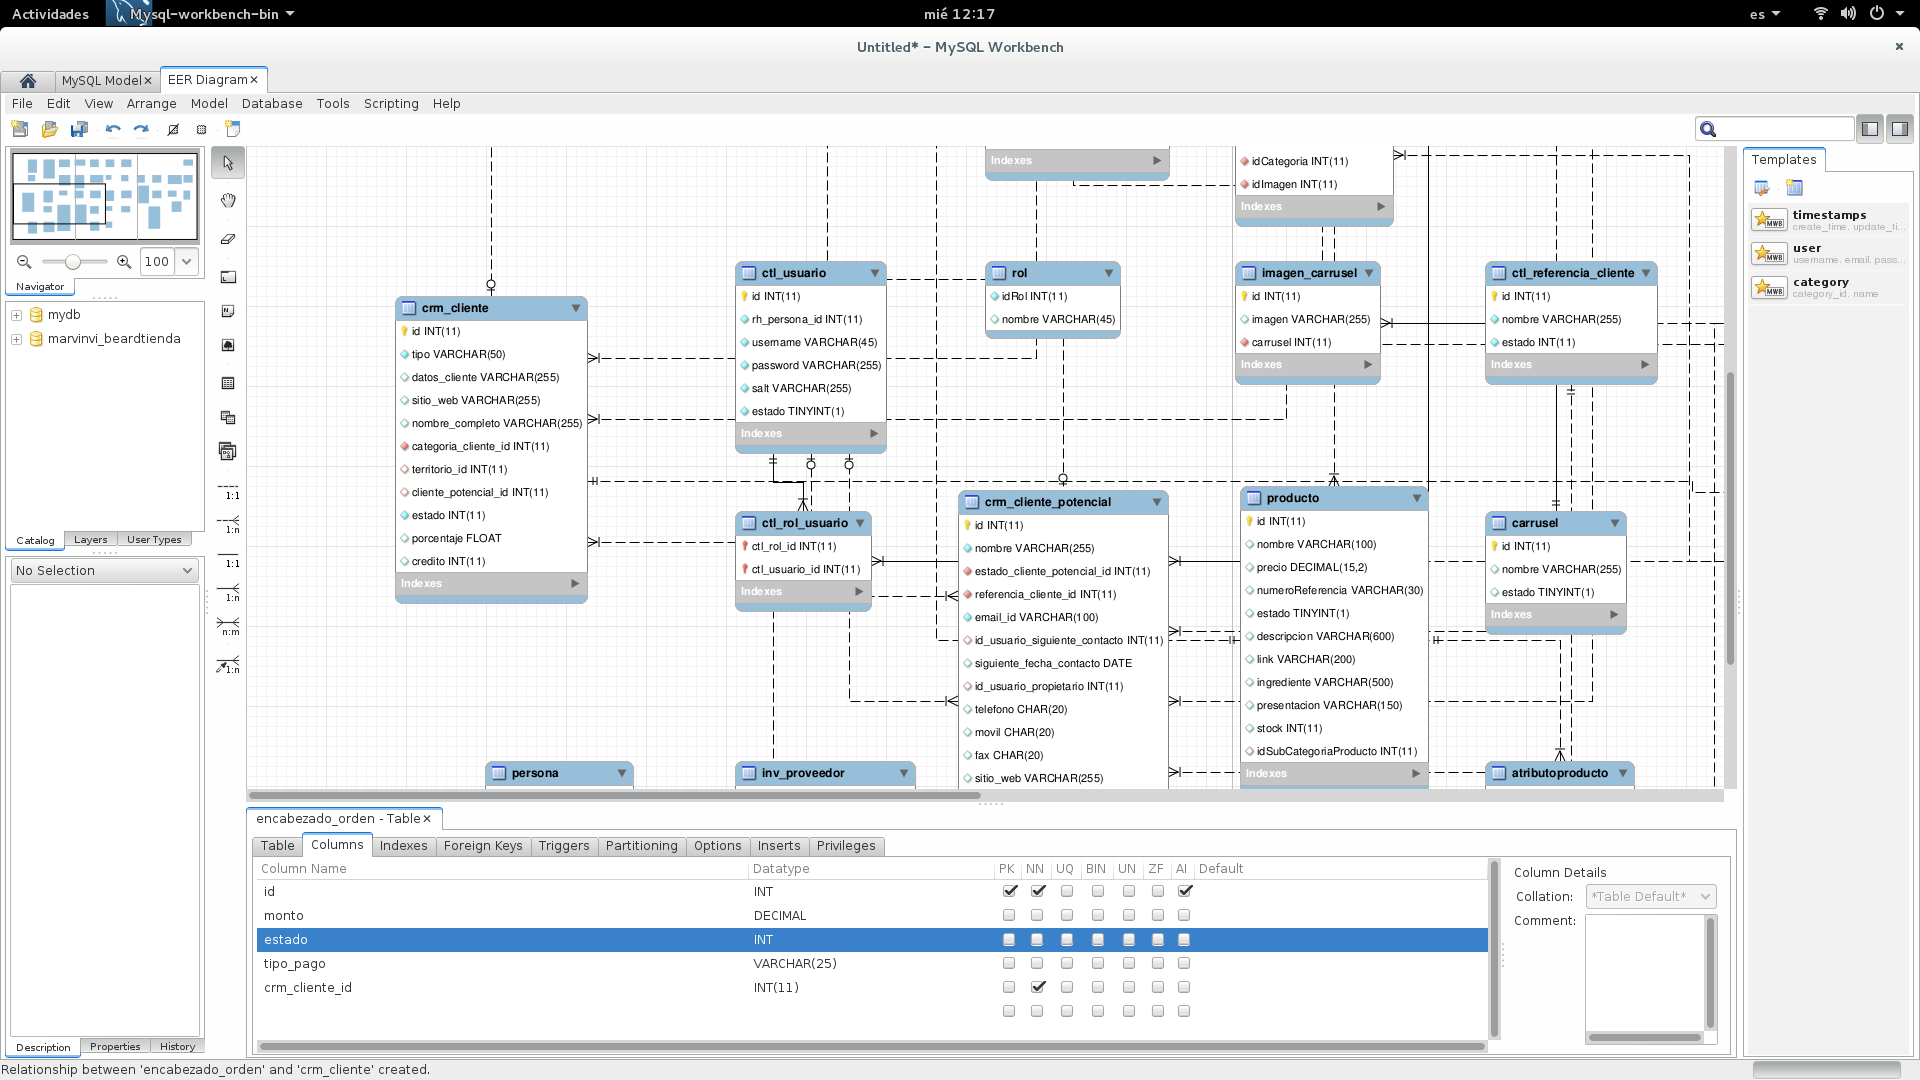 Actividades
Mysql-workbench-bin
mié 12:17
es
Untitled* - MySQL Workbench
MySQL Model
EER Diagram
File Edit View Arrange Model Database Tools Scripting Help
100
Navigator
mydb
marvinvi_beardtienda
Catalog Layers User Types
No Selection
Description Properties History
1:1
1:n
1:1
1:n
n:m
1:n
Indexes
idCategoria INT(11)
idImagen INT(11)
Indexes
crm_cliente
id INT(11)
tipo VARCHAR(50)
datos_cliente VARCHAR(255)
sitio_web VARCHAR(255)
nombre_completo VARCHAR(255)
categoria_cliente_id INT(11)
territorio_id INT(11)
cliente_potencial_id INT(11)
estado INT(11)
porcentaje FLOAT
credito INT(11)
Indexes
ctl_usuario
id INT(11)
rh_persona_id INT(11)
username VARCHAR(45)
password VARCHAR(255)
salt VARCHAR(255)
estado TINYINT(1)
Indexes
rol
idRol INT(11)
nombre VARCHAR(45)
imagen_carrusel
id INT(11)
imagen VARCHAR(255)
carrusel INT(11)
Indexes
ctl_referencia_cliente
id INT(11)
nombre VARCHAR(255)
estado INT(11)
Indexes
ctl_rol_usuario
ctl_rol_id INT(11)
ctl_usuario_id INT(11)
Indexes
crm_cliente_potencial
id INT(11)
nombre VARCHAR(255)
estado_cliente_potencial_id INT(11)
referencia_cliente_id INT(11)
email_id VARCHAR(100)
id_usuario_siguiente_contacto INT(11)
siguiente_fecha_contacto DATE
id_usuario_propietario INT(11)
telefono CHAR(20)
movil CHAR(20)
fax CHAR(20)
sitio_web VARCHAR(255)
producto
id INT(11)
nombre VARCHAR(100)
precio DECIMAL(15,2)
numeroReferencia VARCHAR(30)
estado TINYINT(1)
descripcion VARCHAR(600)
link VARCHAR(200)
ingrediente VARCHAR(500)
presentacion VARCHAR(150)
stock INT(11)
idSubCategoriaProducto INT(11)
Indexes
carrusel
id INT(11)
nombre VARCHAR(255)
estado TINYINT(1)
Indexes
persona
inv_proveedor
atributoproducto
Templates
MWB
timestamps
create_time, update_ti...
MWB
user
username, email, pass...
MWB
category
category_id, name
encabezado_orden - Table
Table Columns Indexes Foreign Keys Triggers Partitioning Options Inserts Privileges
Column Name Datatype PK NN UQ BIN UN ZF AI Default
id INT
monto DECIMAL
estado INT
tipo_pago VARCHAR(25)
crm_cliente_id INT(11)
Column Details
Collation: *Table Default*
Comment:
Relationship between 'encabezado_orden' and 'crm_cliente' created.